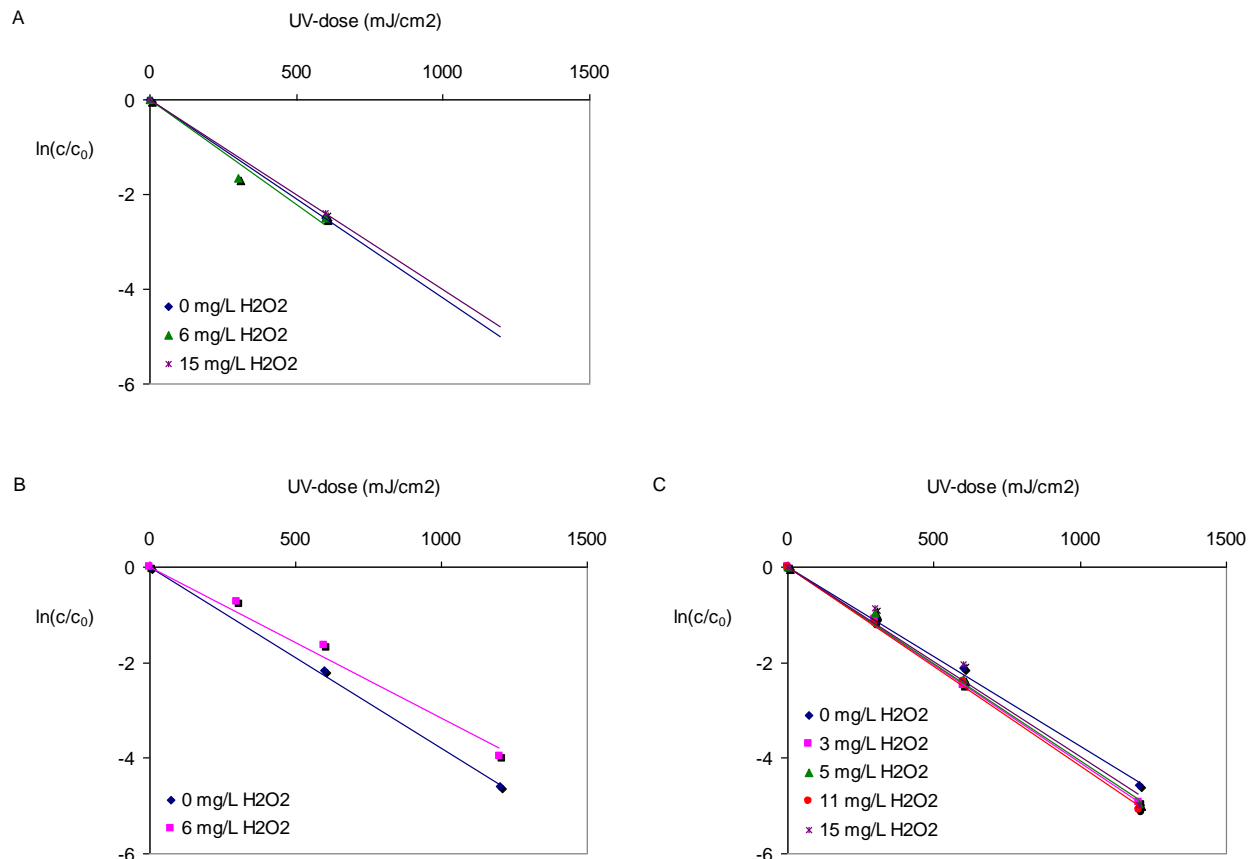 A
UV-dose (mJ/cm2)
0 500 1000 1500
0
ln(c/c₀)
-2
-4
0 mg/L H2O2
6 mg/L H2O2
15 mg/L H2O2
-6
B
UV-dose (mJ/cm2)
0 500 1000 1500
0
ln(c/c₀)
-2
-4
0 mg/L H2O2
6 mg/L H2O2
-6
C
UV-dose (mJ/cm2)
0 500 1000 1500
0
ln(c/c₀)
-2
0 mg/L H2O2
3 mg/L H2O2
-4
5 mg/L H2O2
11 mg/L H2O2
15 mg/L H2O2
-6